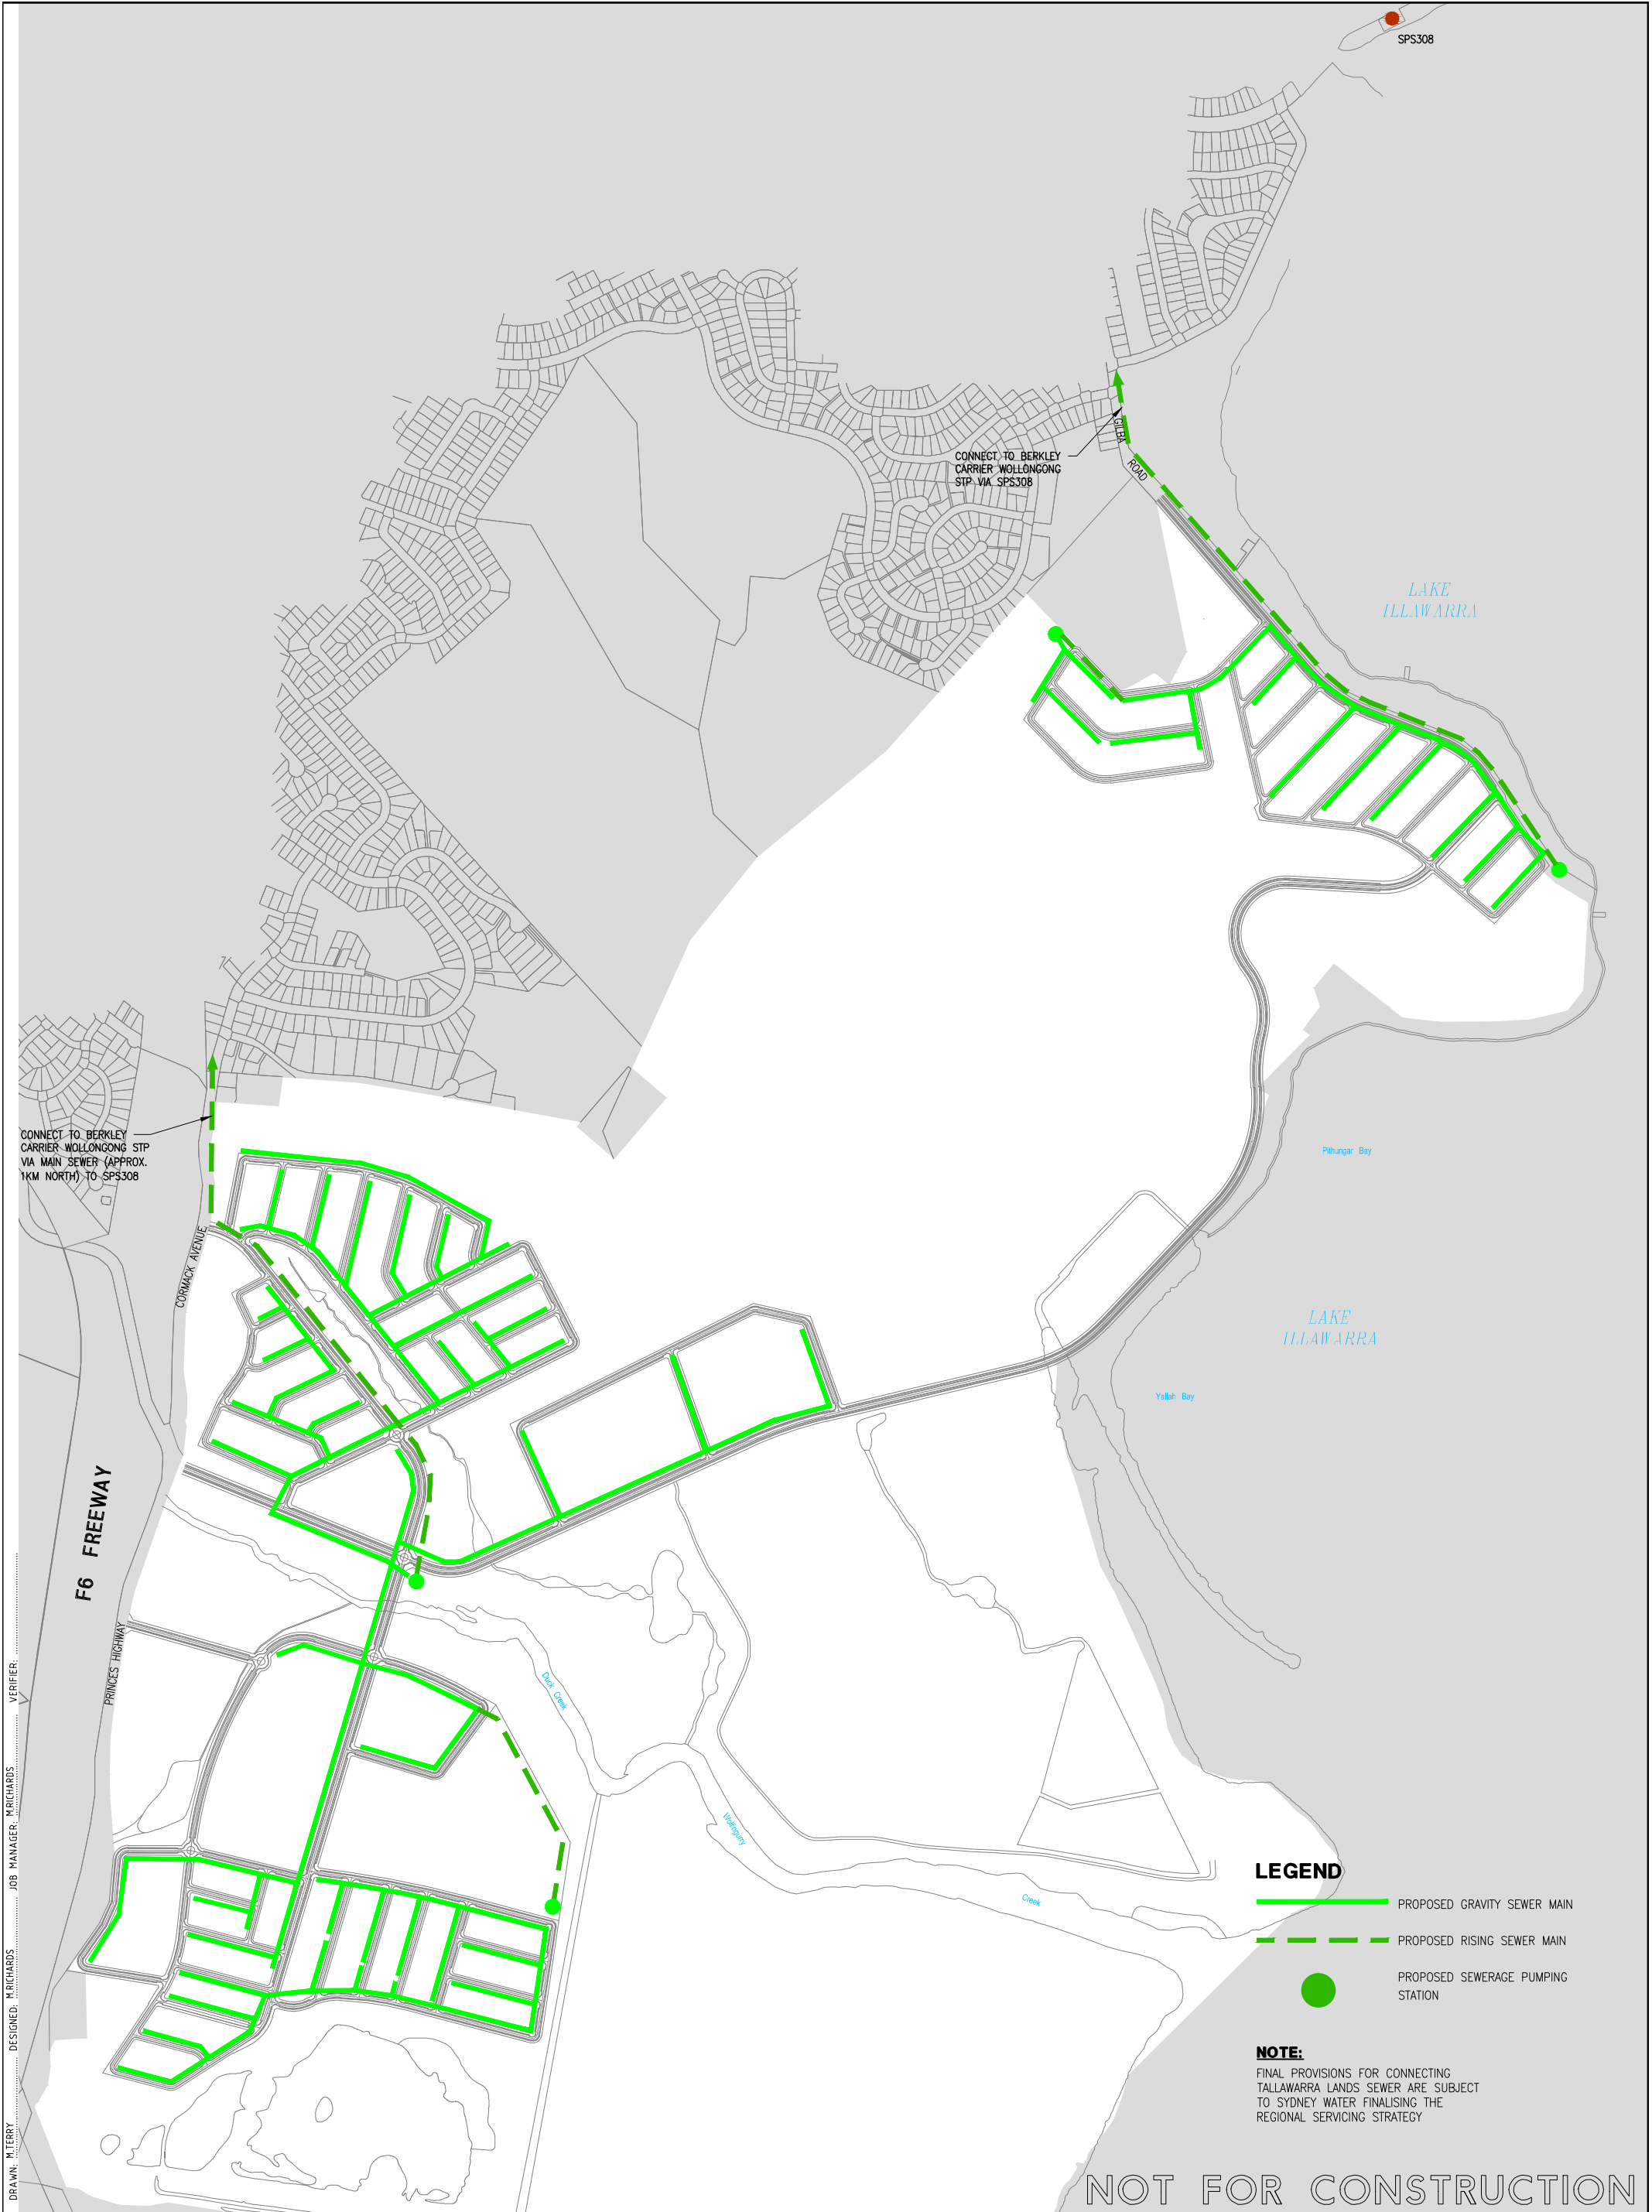 SPS308
CONNECT TO BERKLEY
CARRIER WOLLONGONG
STP VIA SPS308
GILBA
ROAD
LAKE
ILLAWARRA
CONNECT TO BERKLEY
CARRIER WOLLONGONG STP
VIA MAIN SEWER (APPROX.
1KM NORTH) TO SPS308
CORMACK AVENUE
Pithungar Bay
LAKE
ILLAWARRA
Yallah Bay
F6 FREEWAY
PRINCES HIGHWAY
Duck Creek
Wollingurry
Creek
LEGEND
PROPOSED GRAVITY SEWER MAIN
PROPOSED RISING SEWER MAIN
PROPOSED SEWERAGE PUMPING
STATION
NOTE:
FINAL PROVISIONS FOR CONNECTING
TALLAWARRA LANDS SEWER ARE SUBJECT
TO SYDNEY WATER FINALISING THE
REGIONAL SERVICING STRATEGY
NOT FOR CONSTRUCTION
DRAWN: M.TERRY DESIGNED: M.RICHARDS JOB MANAGER: M.RICHARDS VERIFIER: